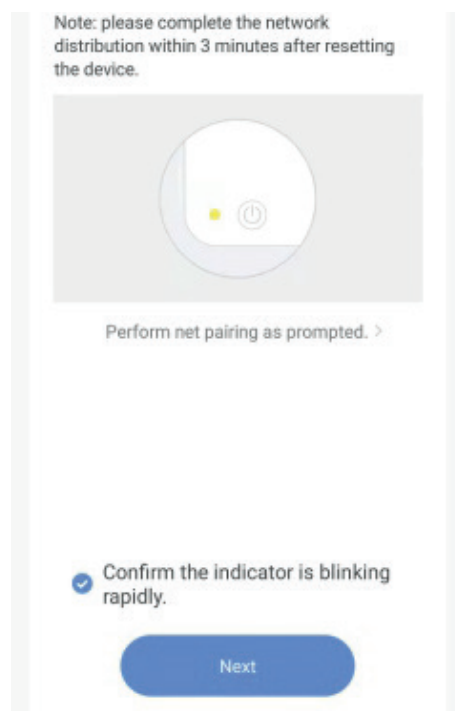 Note: please complete the network
distribution within 3 minutes after resetting
the device.
Perform net pairing as prompted. >
Confirm the indicator is blinking
rapidly.
Next